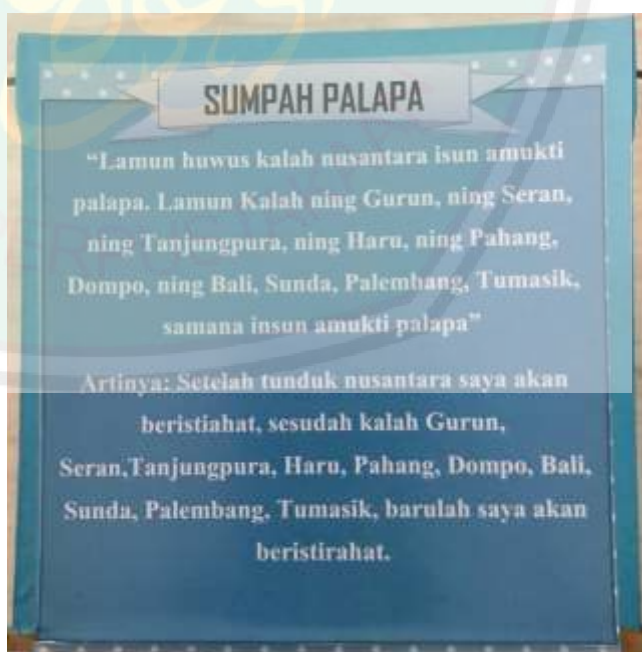 SUMPAH PALAPA
“Lamun huwus kalah nusantara isun amukti
palapa. Lamun Kalah ning Gurun, ning Seran,
ning Tanjungpura, ning Haru, ning Pahang,
Dompo, ning Bali, Sunda, Palembang, Tumasik,
samana insun amukti palapa”
Artinya: Setelah tunduk nusantara saya akan
beristiahat, sesudah kalah Gurun,
Seran,Tanjungpura, Haru, Pahang, Dompo, Bali,
Sunda, Palembang, Tumasik, barulah saya akan
beristirahat.